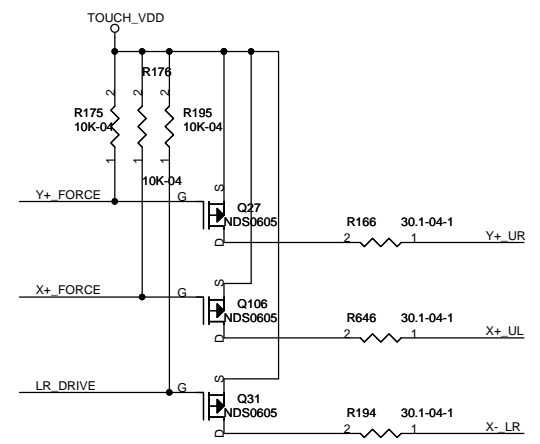 TOUCH_VDD
R176
2
2
2
R175
10K-04
R195
10K-04
1
1
1
10K-04
Y+_FORCE
G
S
Q27
NDS0605
D
R166
30.1-04-1
2
1
Y+_UR
X+_FORCE
G
S
Q106
NDS0605
D
R646
30.1-04-1
2
1
X+_UL
LR_DRIVE
G
S
Q31
NDS0605
D
R194
30.1-04-1
2
1
X-_LR